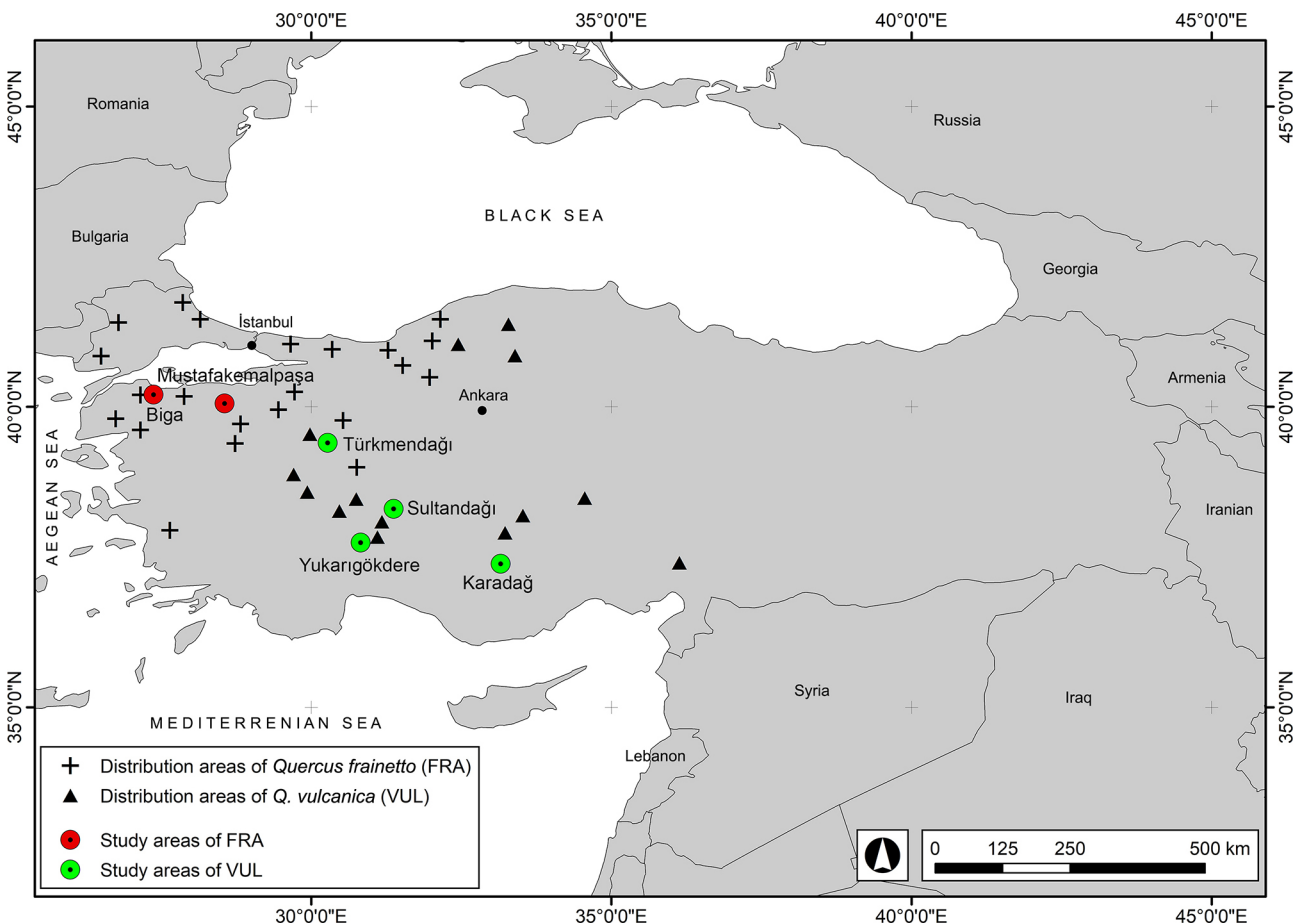 30°0'0"E 35°0'0"E 40°0'0"E 45°0'0"E
45°0'0"N 45°0'0"N
Romania
Russia
BLACK SEA
Bulgaria
Georgia
İstanbul
Mustafakemalpaşa
Armenia
Ankara
40°0'0"N 40°0'0"N
Biga
Türkmendağı
AEGEAN SEA
Sultandağı
Iranian
Yukarıgökdere
Karadağ
35°0'0"N 35°0'0"N
Syria
Iraq
MEDITERRENIAN SEA
Lebanon
Distribution areas of Quercus frainetto (FRA)
Distribution areas of Q. vulcanica (VUL)
Study areas of FRA
Study areas of VUL
0 125 250 500 km
30°0'0"E 35°0'0"E 40°0'0"E 45°0'0"E